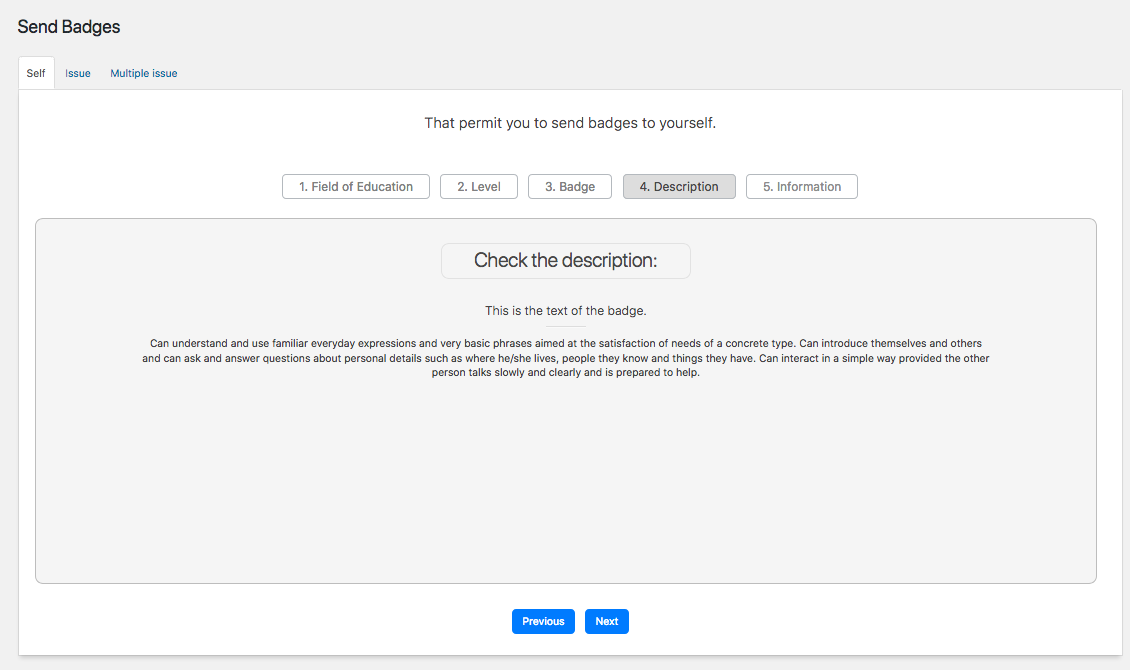 Send Badges
Self Issue Multiple issue
That permit you to send badges to yourself.
1. Field of Education 2. Level 3. Badge 4. Description 5. Information
Check the description:
This is the text of the badge.
Can understand and use familiar everyday expressions and very basic phrases aimed at the satisfaction of needs of a concrete type. Can introduce themselves and others
and can ask and answer questions about personal details such as where he/she lives, people they know and things they have. Can interact in a simple way provided the other
person talks slowly and clearly and is prepared to help.
Previous Next